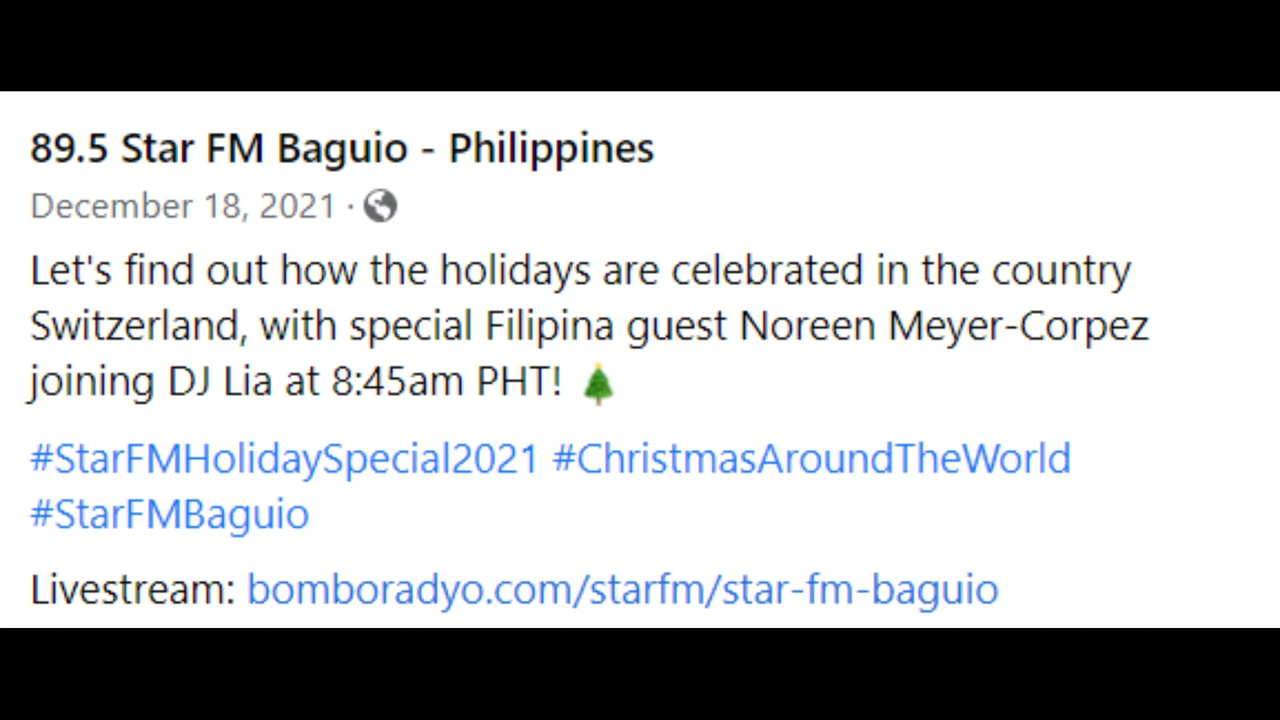 89.5 Star FM Baguio - Philippines
December 18, 2021 ·
Let's find out how the holidays are celebrated in the country
Switzerland, with special Filipina guest Noreen Meyer-Corpez
joining DJ Lia at 8:45am PHT! 🎄
#StarFMHolidaySpecial2021 #ChristmasAroundTheWorld
#StarFMBaguio
Livestream: bomboradyo.com/starfm/star-fm-baguio